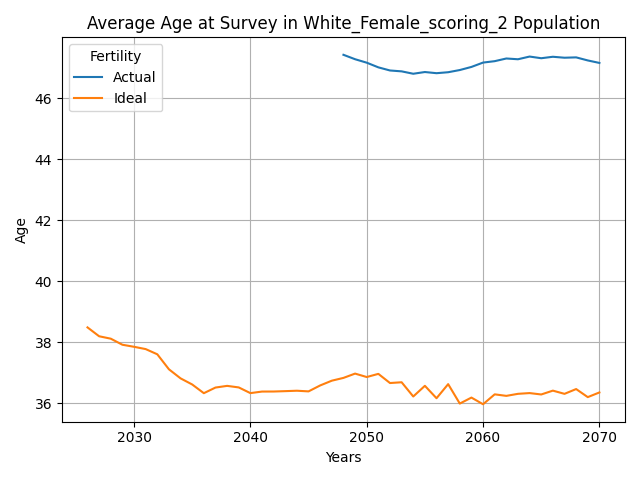 Average Age at Survey in White_Female_scoring_2 Population
Fertility
Actual
Ideal
46
44
42
40
38
36
Age
2030 2040 2050 2060 2070
Years